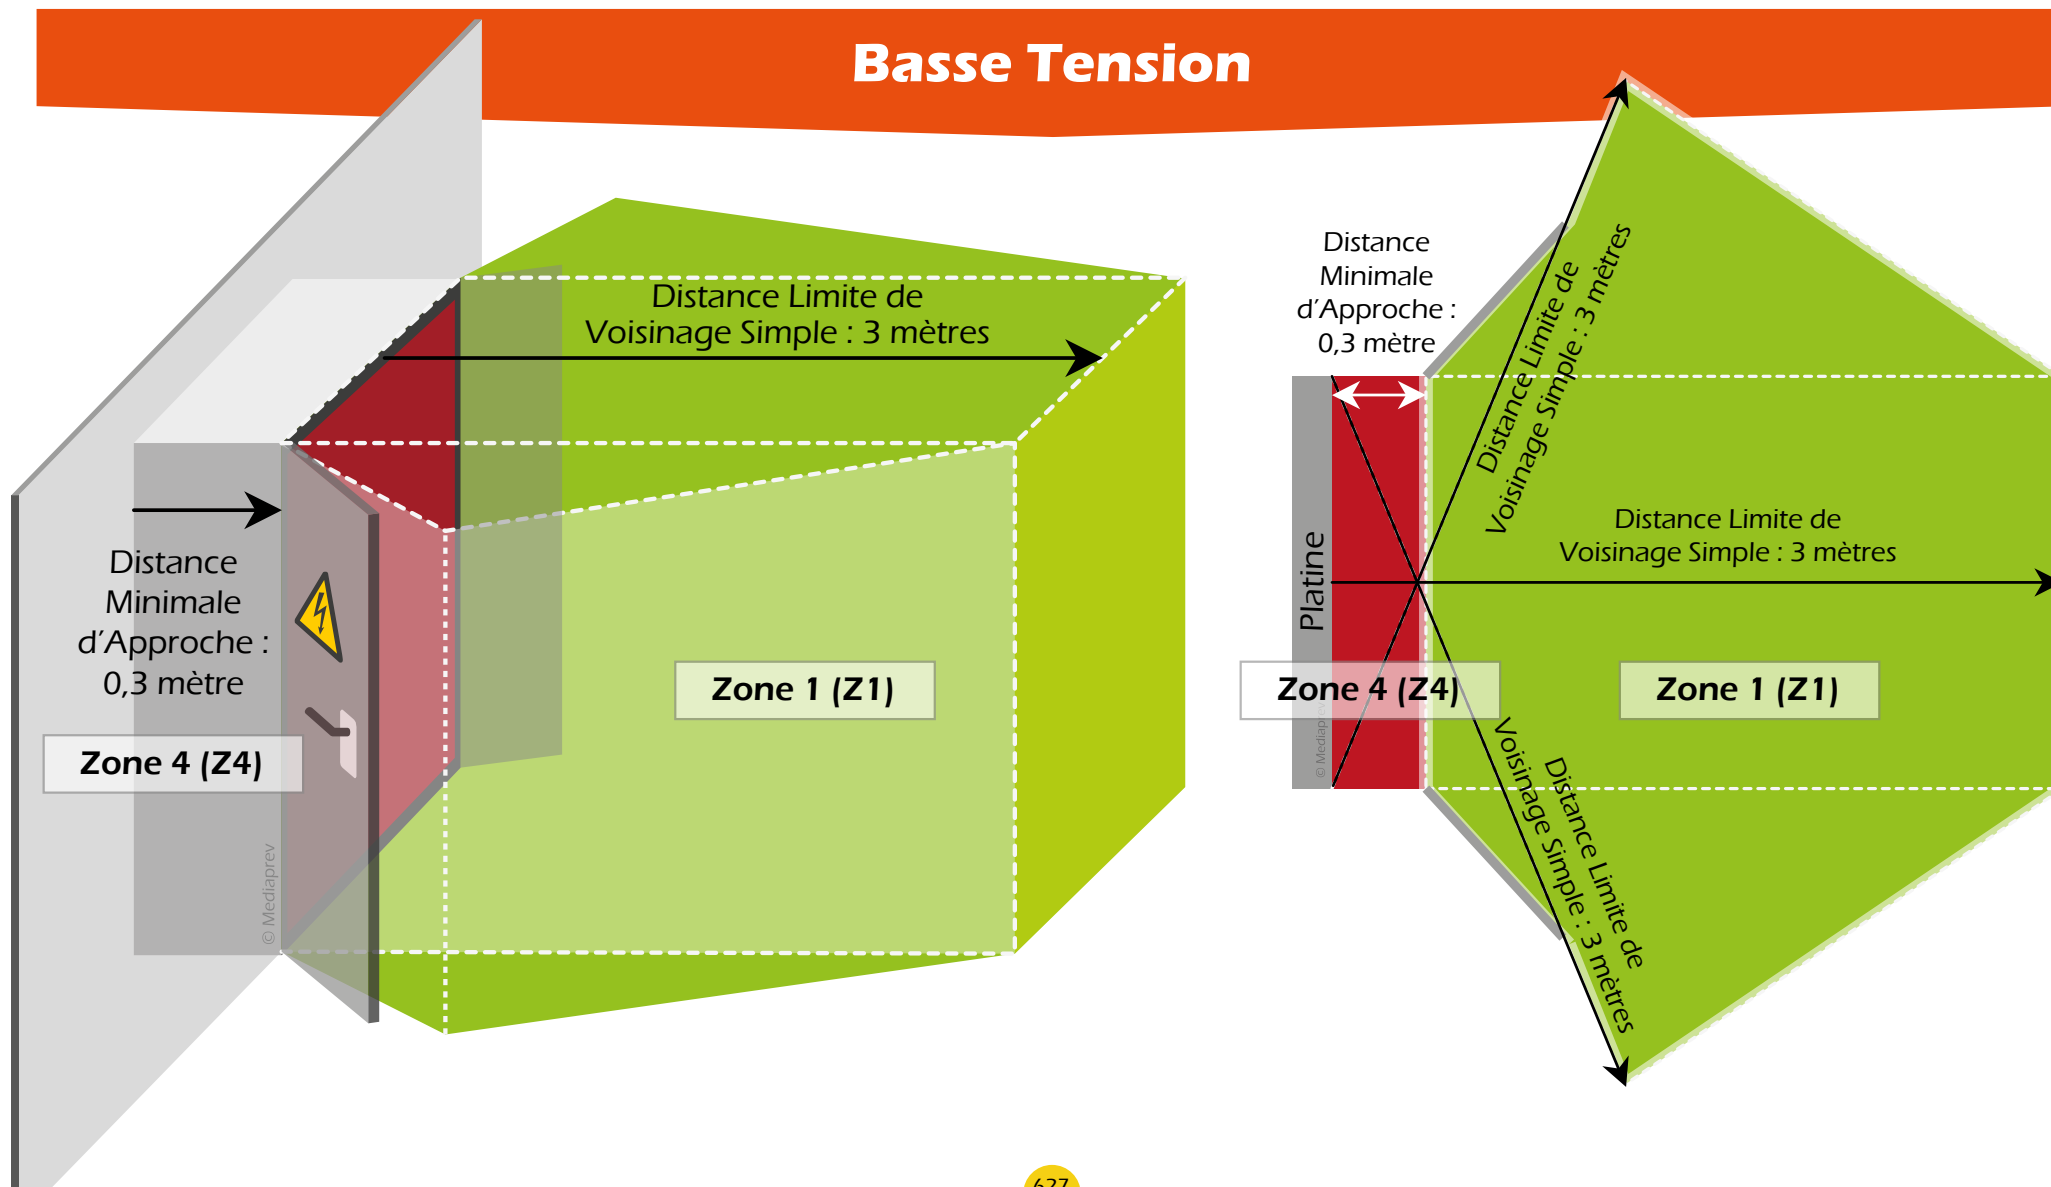 Basse Tension
Distance Limite de
Voisinage Simple : 3 mètres
Distance
Minimale
d'Approche :
0,3 mètre
Zone 4 (Z4)
Zone 1 (Z1)
© Mediaprev
Distance
Minimale
d'Approche :
0,3 mètre
Distance Limite de
Voisinage Simple : 3 mètres
Distance Limite de
Voisinage Simple : 3 mètres
Platine
Zone 4 (Z4)
Zone 1 (Z1)
© Mediaprev
Distance Limite de
Voisinage Simple : 3 mètres
627